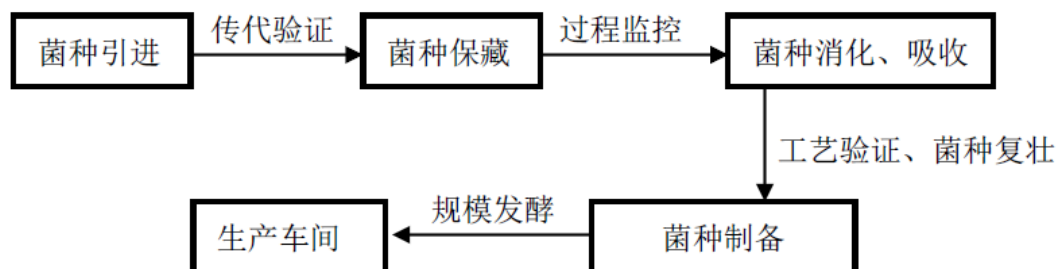 菌种引进
传代验证
菌种保藏
过程监控
菌种消化、吸收
工艺验证、菌种复壮
菌种制备
规模发酵
生产车间